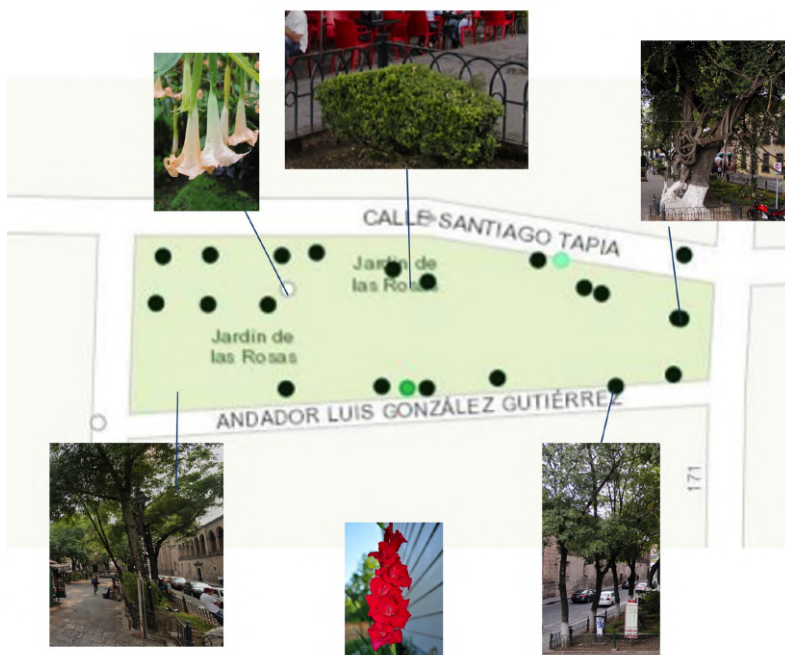 CALLE SANTIAGO TAPIA
Jardín de
las Rosas
Jardín de
las Rosas
ANDADOR LUIS GONZÁLEZ GUTIÉRREZ
171